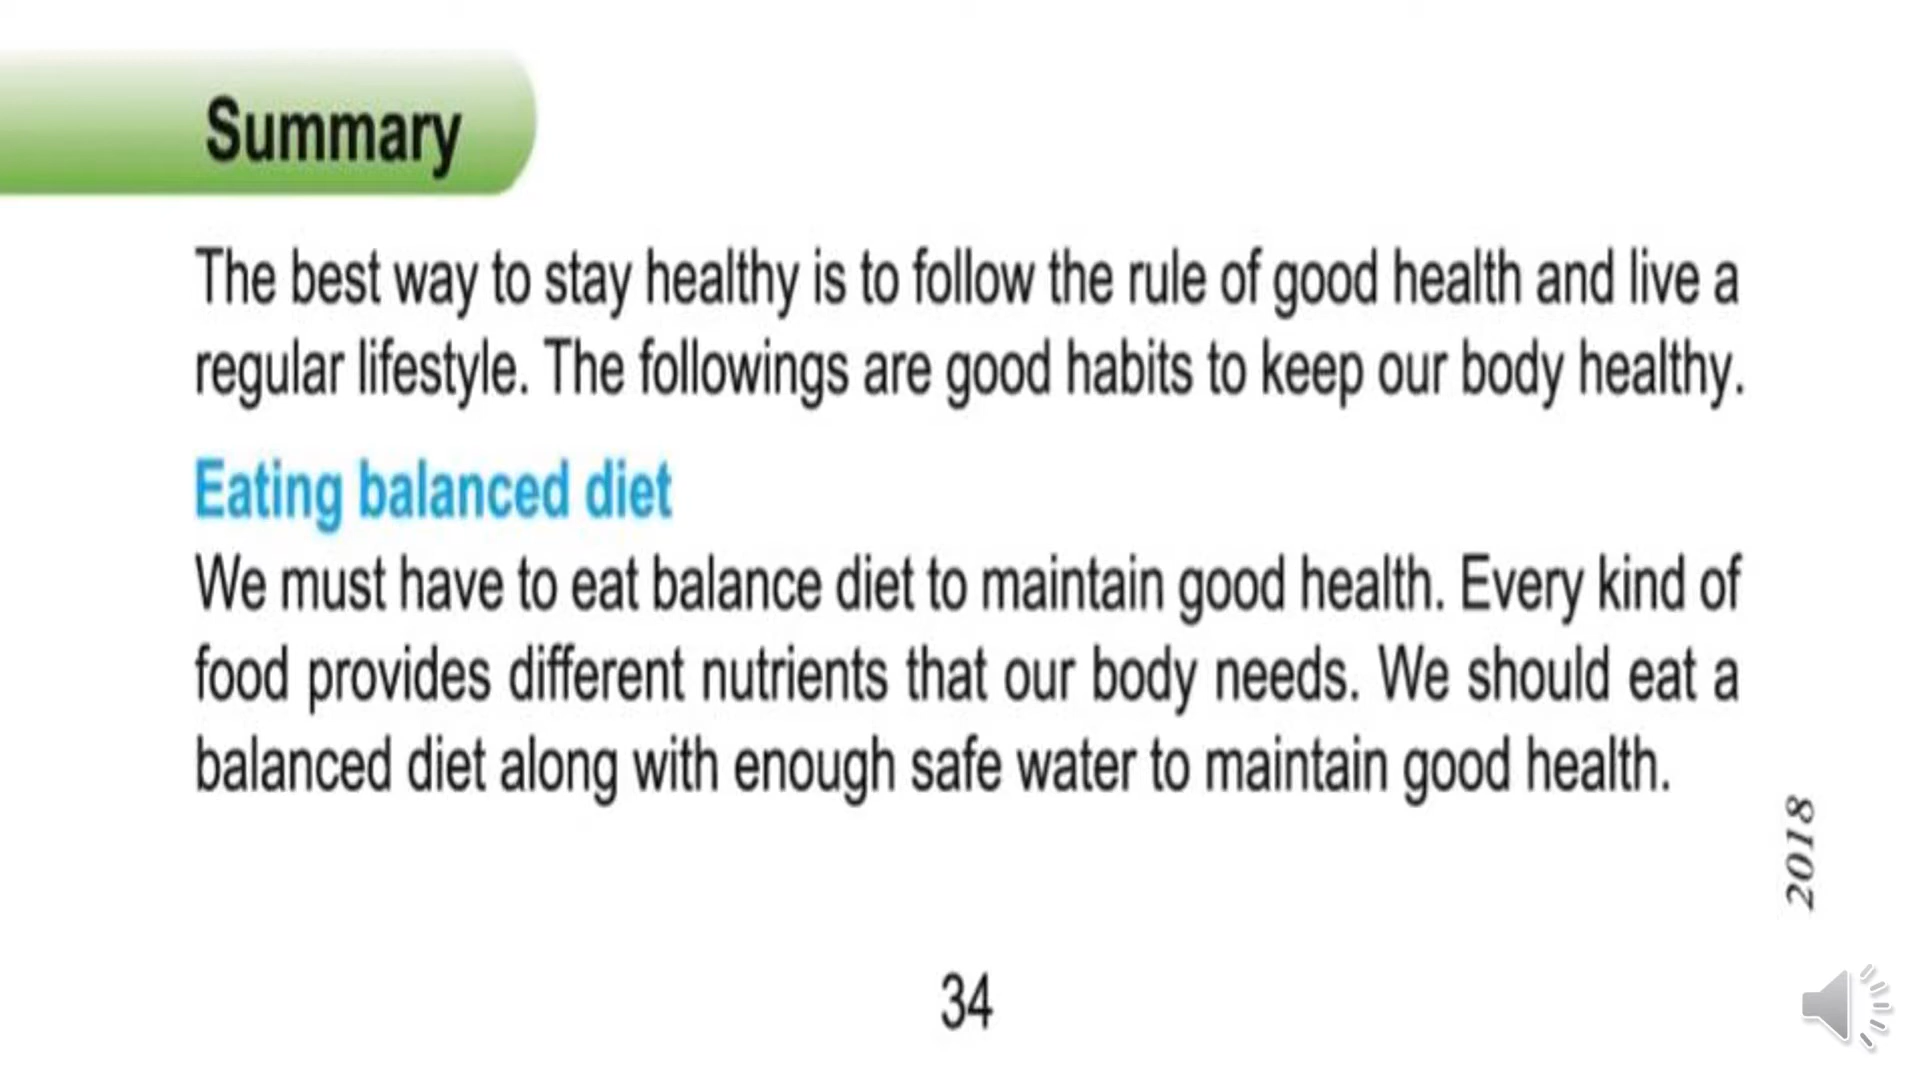 Summary
The best way to stay healthy is to follow the rule of good health and live a
regular lifestyle. The followings are good habits to keep our body healthy.
Eating balanced diet
We must have to eat balance diet to maintain good health. Every kind of
food provides different nutrients that our body needs. We should eat a
balanced diet along with enough safe water to maintain good health.
2018
34